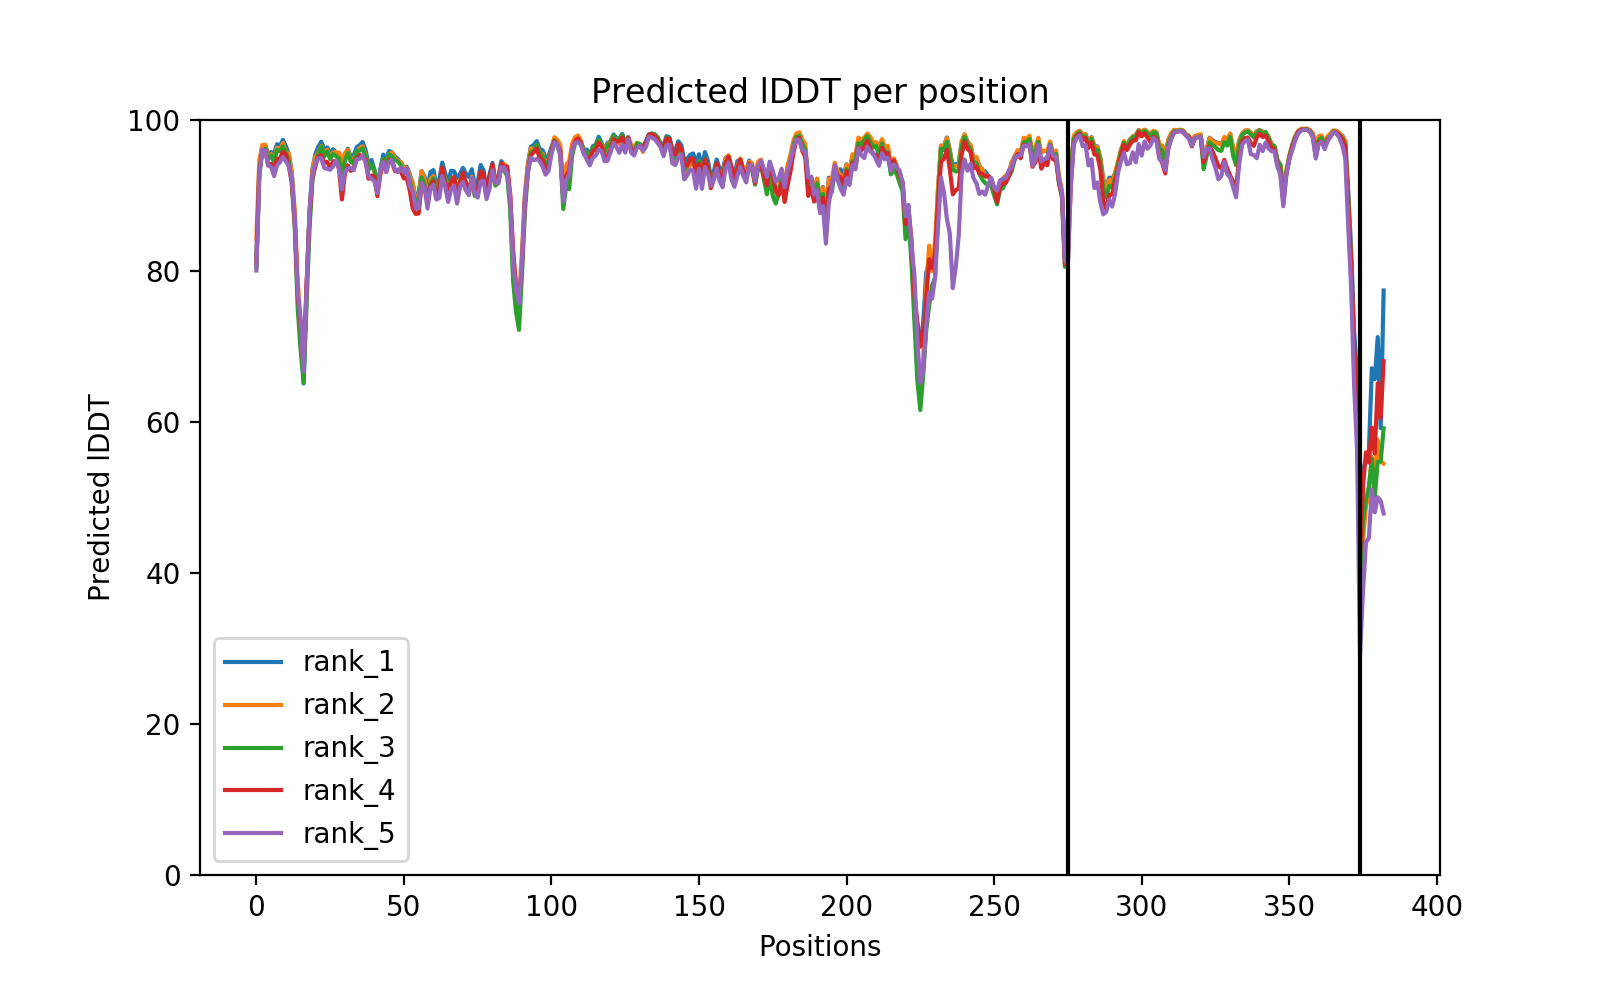 Predicted lDDT per position
100
80
60
40
20
0
Predicted lDDT
rank_1
rank_2
rank_3
rank_4
rank_5
0 50 100 150 200 250 300 350 400
Positions